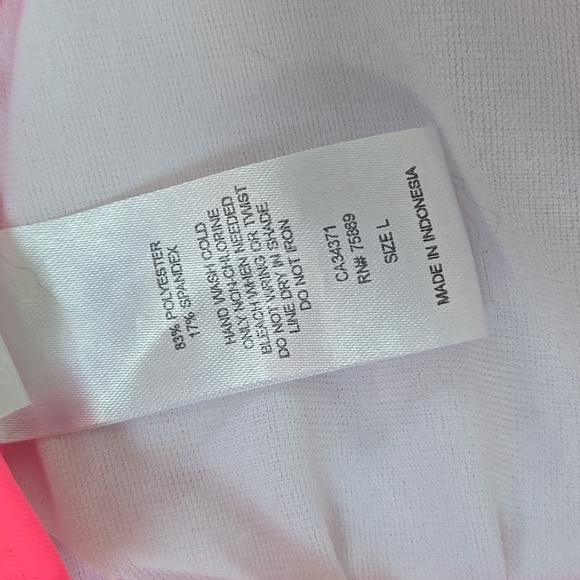 83% POLYESTER
17% SPANDEX
HAND WASH COLD
ONLY NON-CHLORINE
BLEACH WHEN NEEDED
DO NOT WRING OR TWIST
LINE DRY IN SHADE
DO NOT IRON
CA34371
RN# 75869
SIZE L
MADE IN INDONESIA